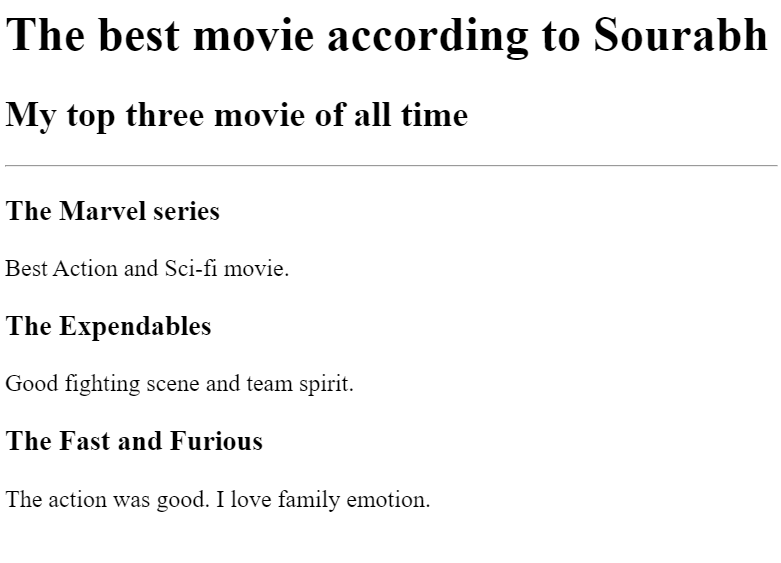 The best movie according to Sourabh
My top three movie of all time
The Marvel series
Best Action and Sci-fi movie.
The Expendables
Good fighting scene and team spirit.
The Fast and Furious
The action was good. I love family emotion.